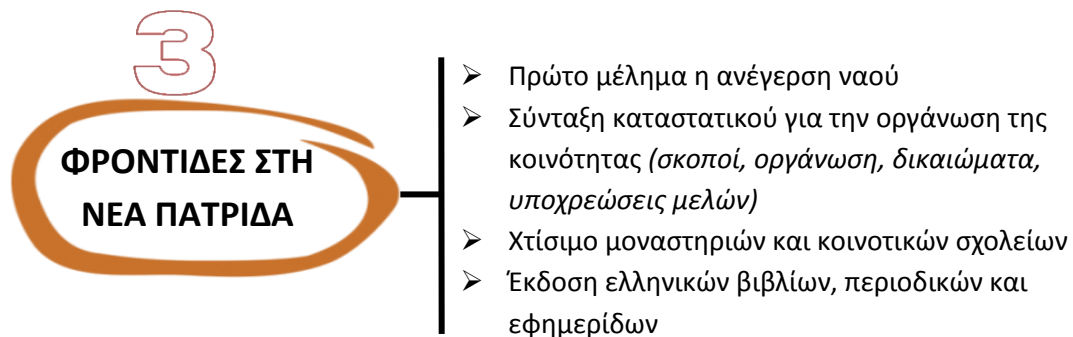 3
ΦΡΟΝΤΙΔΕΣ ΣΤΗ
ΝΕΑ ΠΑΤΡΙΔΑ
➢ Πρώτο μέλημα η ανέγερση ναού
➢ Σύνταξη καταστατικού για την οργάνωση της
κοινότητας (σκοποί, οργάνωση, δικαιώματα,
υποχρεώσεις μελών)
➢ Χτίσιμο μοναστηριών και κοινοτικών σχολείων
➢ Έκδοση ελληνικών βιβλίων, περιοδικών και
εφημερίδων